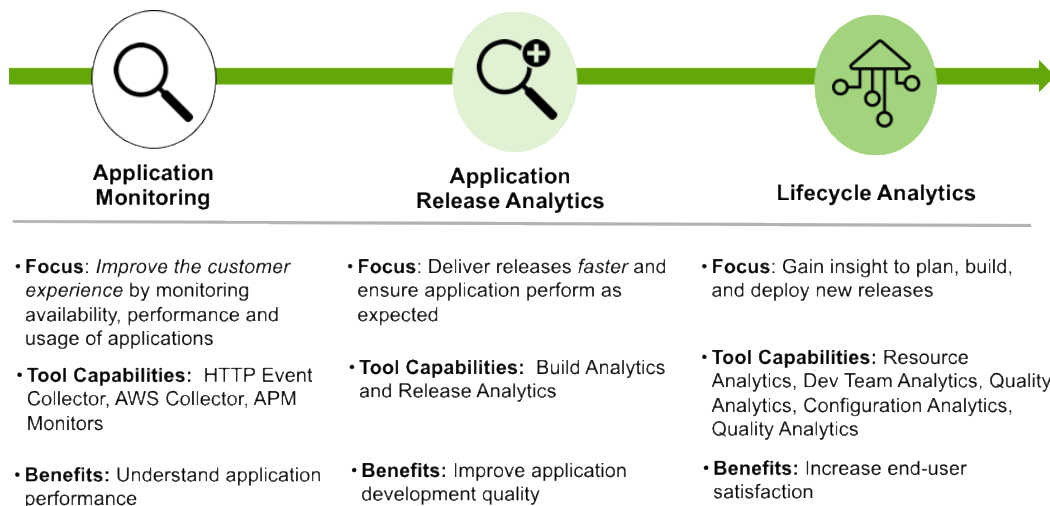 Application
Monitoring
Application
Release Analytics
Lifecycle Analytics
• Focus: Improve the customer
experience by monitoring
availability, performance and
usage of applications
• Tool Capabilities: HTTP Event
Collector, AWS Collector, APM
Monitors
• Benefits: Understand application
performance
• Focus: Deliver releases faster and
ensure application perform as
expected
• Tool Capabilities: Build Analytics
and Release Analytics
• Benefits: Improve application
development quality
• Focus: Gain insight to plan, build,
and deploy new releases
• Tool Capabilities: Resource
Analytics, Dev Team Analytics, Quality
Analytics, Configuration Analytics,
Quality Analytics
• Benefits: Increase end-user
satisfaction